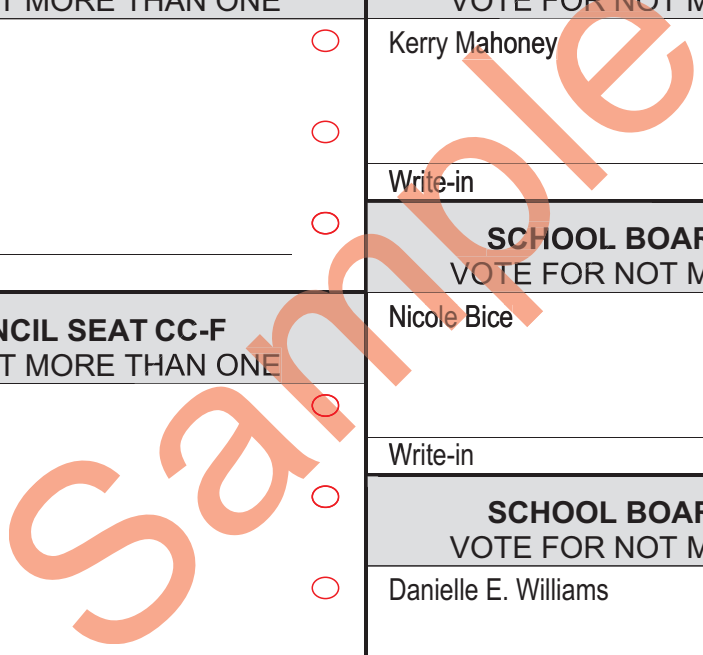 T MORE THAN ONE
NCIL SEAT CC-F
T MORE THAN ONE
VOTE FOR NOT M
Kerry Mahoney
Write-in
SCHOOL BOAR
VOTE FOR NOT M
Nicole Bice
Write-in
SCHOOL BOAR
VOTE FOR NOT M
Danielle E. Williams
Sample